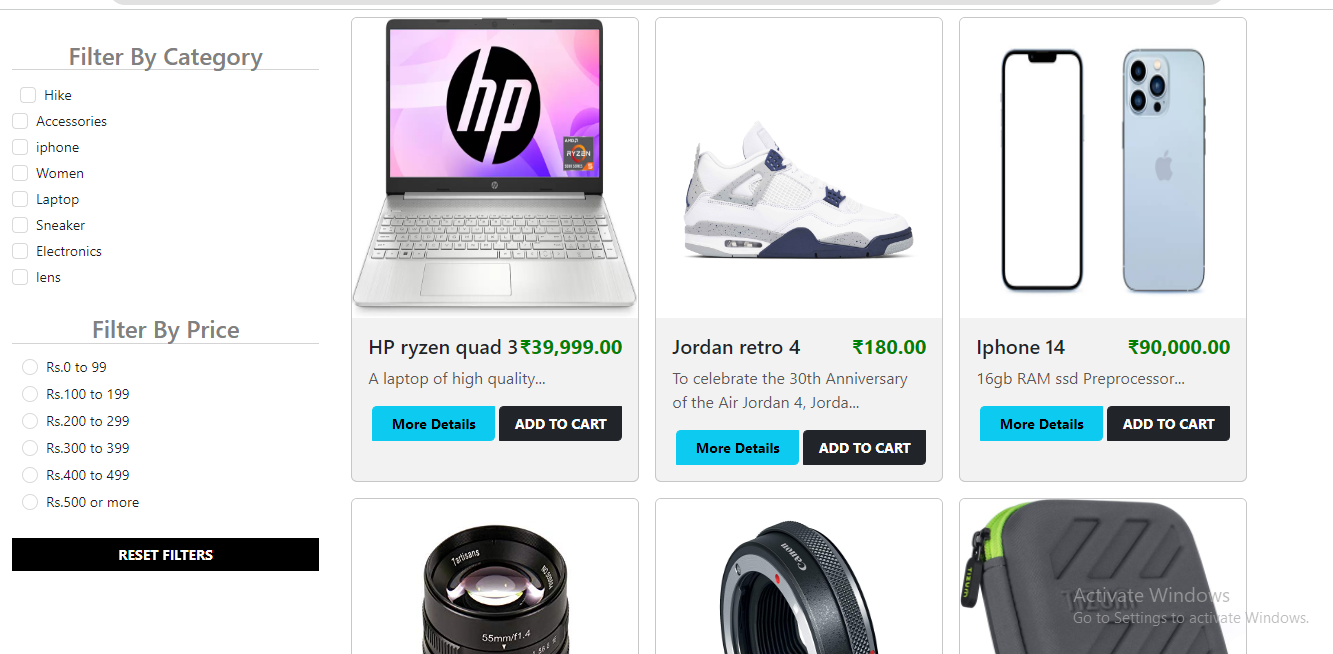 Filter By Category
Hike
Accessories
iphone
Women
Laptop
Sneaker
Electronics
lens
Filter By Price
Rs.0 to 99
Rs.100 to 199
Rs.200 to 299
Rs.300 to 399
Rs.400 to 499
Rs.500 or more
RESET FILTERS
hp
AMD
RYZEN
5
hp
HP ryzen quad 3 ₹39,999.00
A laptop of high quality...
More Details ADD TO CART
Jordan retro 4 ₹180.00
To celebrate the 30th Anniversary
of the Air Jordan 4, Jorda...
More Details ADD TO CART
Iphone 14 ₹90,000.00
16gb RAM ssd Preprocessor...
More Details ADD TO CART
7artisans
55mm/f1.4
Canon
TIZUM
Activate Windows
Go to Settings to activate Windows.